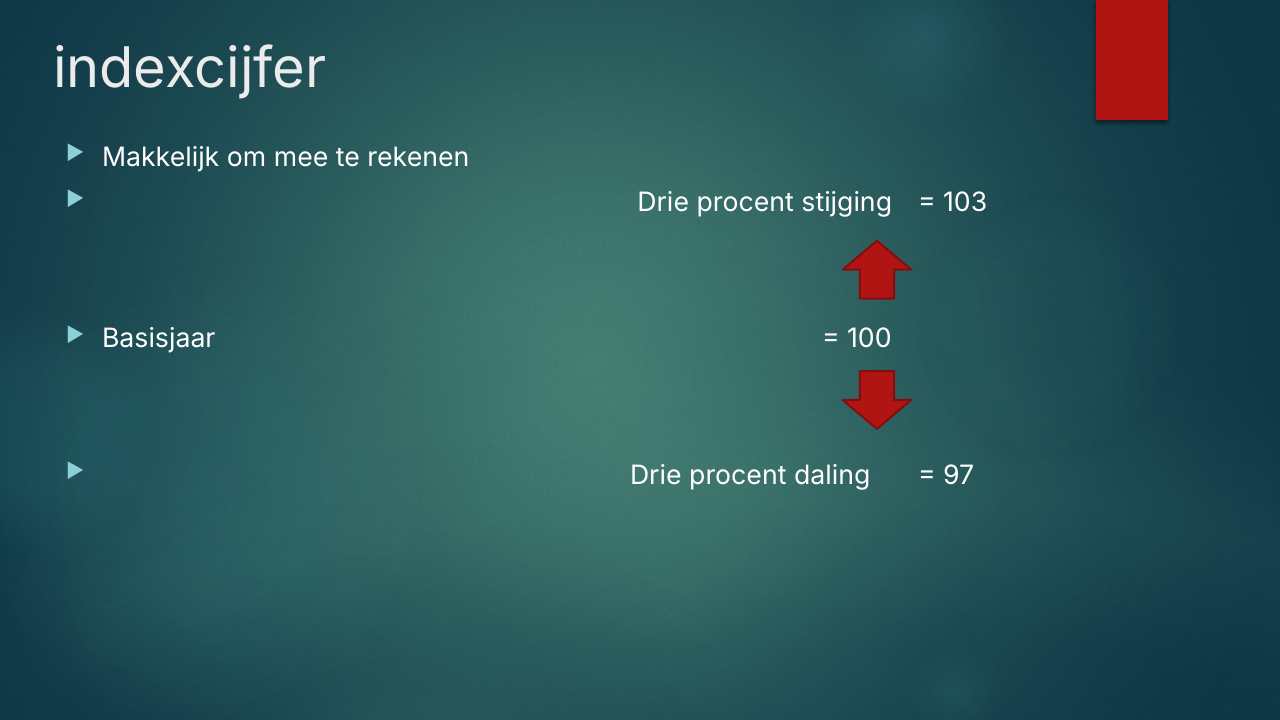 indexcijfer
Makkelijk om mee te rekenen
Drie procent stijging = 103
Basisjaar = 100
Drie procent daling = 97